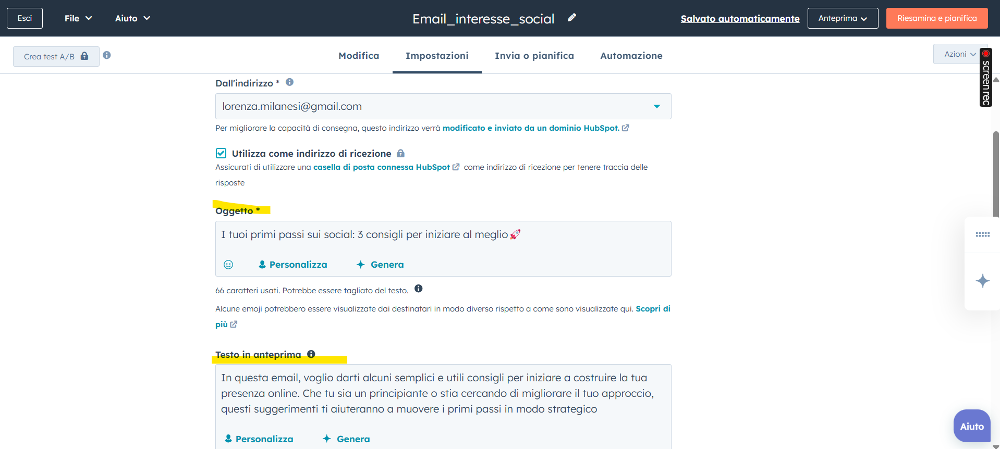 Esci
File
Aiuto
Email_interesse_social
Salvato automaticamente
Anteprima
Riesamina e pianifica
Crea test A/B
Modifica
Impostazioni
Invia o pianifica
Automazione
Azioni
screenrec
Dall'indirizzo *
lorenza.milanesi@gmail.com
Per migliorare la capacità di consegna, questo indirizzo verrà modificato e inviato da un dominio HubSpot.
Utilizza come indirizzo di ricezione
Assicurati di utilizzare una casella di posta connessa HubSpot come indirizzo di ricezione per tenere traccia delle
risposte
Oggetto *
I tuoi primi passi sui social: 3 consigli per iniziare al meglio🚀
Personalizza
Genera
66 caratteri usati. Potrebbe essere tagliato del testo.
Alcune emoji potrebbero essere visualizzate dai destinatari in modo diverso rispetto a come sono visualizzate qui. Scopri di
più
Testo in anteprima
In questa email, voglio darti alcuni semplici e utili consigli per iniziare a costruire la tua
presenza online. Che tu sia un principiante o stia cercando di migliorare il tuo approccio,
questi suggerimenti ti aiuteranno a muovere i primi passi in modo strategico
Personalizza
Genera
Aiuto